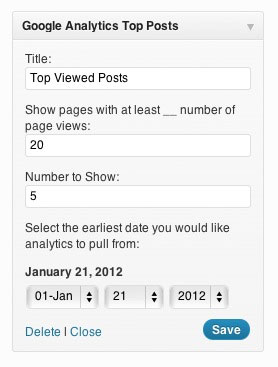 Google Analytics Top Posts
Title:
Top Viewed Posts
Show pages with at least __ number of
page views:
20
Number to Show:
5
Select the earliest date you would like
analytics to pull from:
January 21, 2012
01-Jan 21 2012
Delete | Close Save